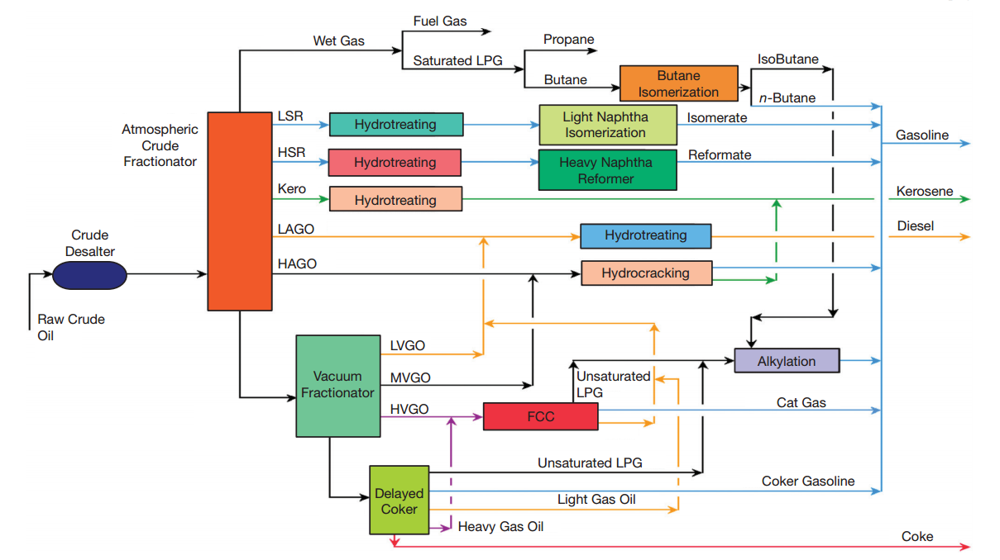 Fuel Gas
Wet Gas
Propane
Saturated LPG
IsoButane
Butane
Butane
Isomerization
n-Butane
LSR
Hydrotreating
Light Naphtha
Isomerization
Isomerate
Atmospheric
Crude
Fractionator
Gasoline
HSR
Hydrotreating
Heavy Naphtha
Reformer
Reformate
Kero
Hydrotreating
Kerosene
LAGO
Hydrotreating
Diesel
Crude
Desalter
HAGO
Hydrocracking
Raw Crude
Oil
LVGO
Vacuum
Fractionator
MVGO
Unsaturated
LPG
Alkylation
HVGO
FCC
Cat Gas
Unsaturated LPG
Delayed
Coker
Coker Gasoline
Light Gas Oil
Heavy Gas Oil
Coke